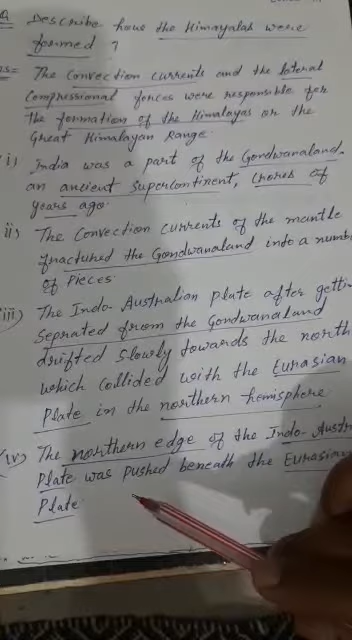 Describe how the Himayalah were
formed ?
The Convection currents and the lateral
Compressional forces were responsible for
the formation of the Himalayas or the
Great Himalayan Range.
i) India was a part of the Gondwanaland.
an ancient supercontinent, Crores of
years ago.
ii) The Convection currents of the mantle
fractured the Gondwanaland into a numb
of Pieces.
iii) The Indo-Australian Plate after getti
Seprated from the Gondwanaland
drifted slowly towards the north
which collided with the Eurasian
Plate in the northern hemisphere
(iv) The northern edge of the Indo-Austr
Plate was pushed beneath the Eurasian
Plate.